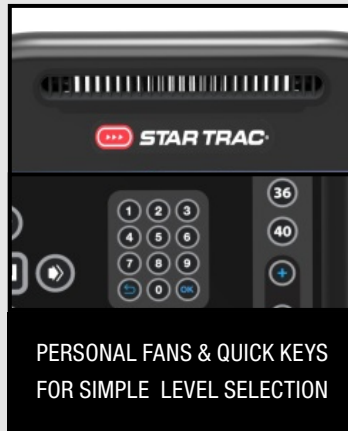 STAR TRAC
36
1 2 3
40
4 5 6
7 8 9
+
0 OK
PERSONAL FANS & QUICK KEYS
FOR SIMPLE LEVEL SELECTION